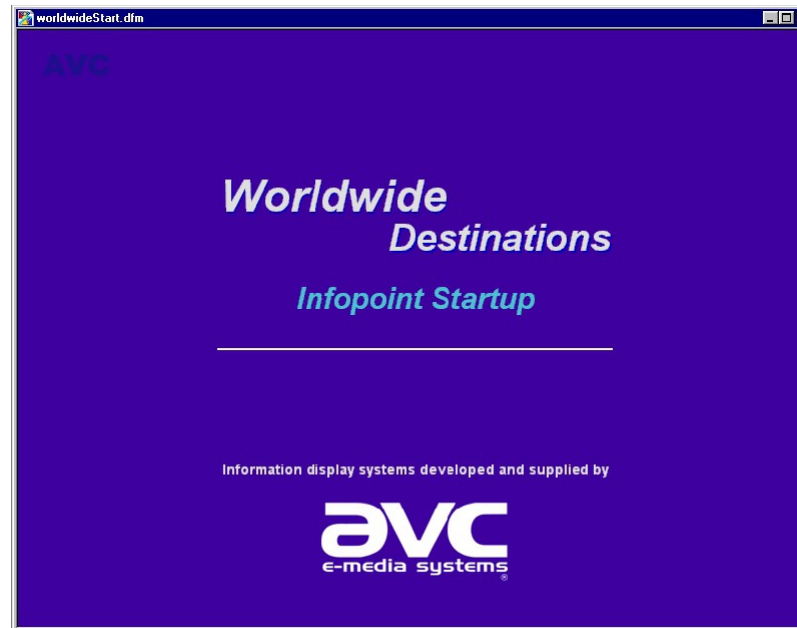 worldwideStart.dfm
AVC
Worldwide
Destinations
Infopoint Startup
Information display systems developed and supplied by
avc
e-media systems
®